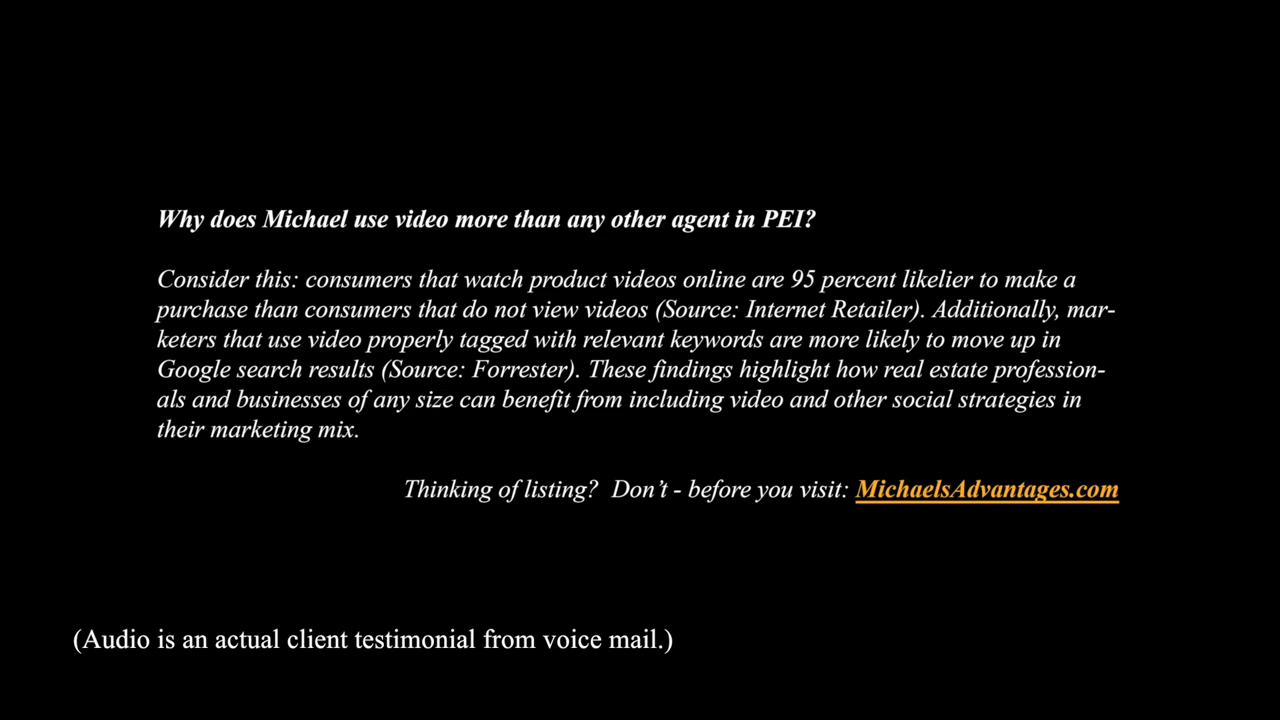 Why does Michael use video more than any other agent in PEI?
Consider this: consumers that watch product videos online are 95 percent likelier to make a
purchase than consumers that do not view videos (Source: Internet Retailer). Additionally, mar-
keters that use video properly tagged with relevant keywords are more likely to move up in
Google search results (Source: Forrester). These findings highlight how real estate profession-
als and businesses of any size can benefit from including video and other social strategies in
their marketing mix.
Thinking of listing?  Don’t - before you visit: MichaelsAdvantages.com
(Audio is an actual client testimonial from voice mail.)